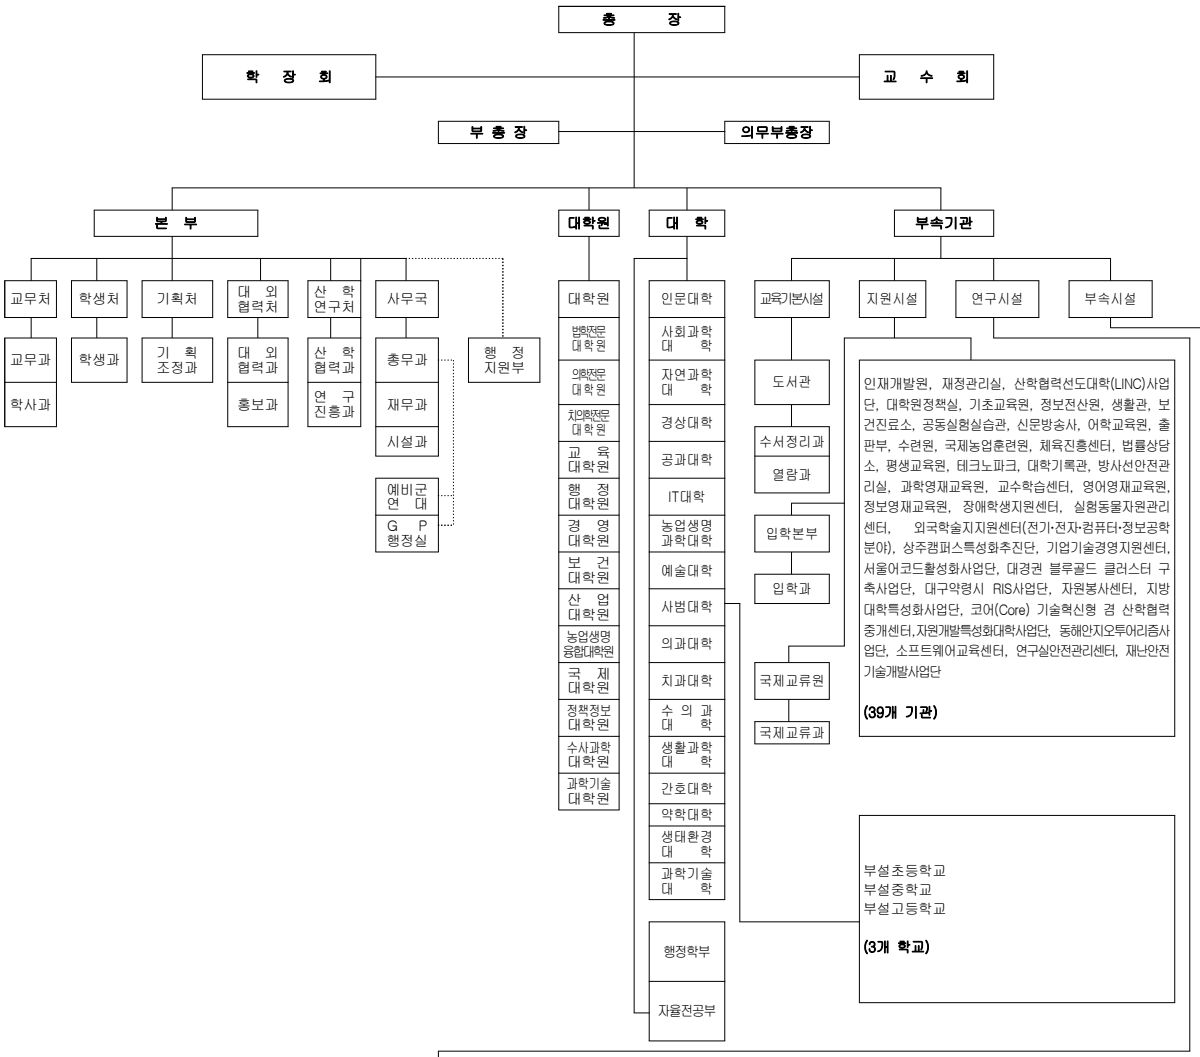 총 장
학 장 회
교 수 회
부 총 장
의무부총장
본 부
대학원
대 학
부속기관
교무처
학생처
기획처
대 외
협력처
산 학
연구처
사무국
교무과
학사과
학생과
기 획
조정과
대 외
협력과
홍보과
산 학
협력과
연 구
진흥과
총무과
재무과
시설과
예비군
연 대
G P
행정실
행 정
지원부
대학원
법학전문
대학원
의학전문
대학원
치의학전문
대학원
교 육
대학원
행 정
대학원
경 영
대학원
보 건
대학원
산 업
대학원
농업생명
융합대학원
국 제
대학원
정책정보
대학원
수사과학
대학원
과학기술
대학원
인문대학
사회과학
대 학
자연과학
대 학
경상대학
공과대학
IT대학
농업생명
과학대학
예술대학
사범대학
의과대학
치과대학
수 의 과
대 학
생활과학
대 학
간호대학
약학대학
생태환경
대 학
과학기술
대 학
행정학부
자율전공부
교육기본시설
지원시설
연구시설
부속시설
도서관
수서정리과
열람과
입학본부
입학과
국제교류원
국제교류과
인재개발원, 재정관리실, 산학협력선도대학(LINC)사업
단, 대학원정책실, 기초교육원, 정보전산원, 생활관, 보
건진료소, 공동실험실습관, 신문방송사, 어학교육원, 출
판부, 수련원, 국제농업훈련원, 체육진흥센터, 법률상담
소, 평생교육원, 테크노파크, 대학기록관, 방사선안전관
리실, 과학영재교육원, 교수학습센터, 영어영재교육원,
정보영재교육원, 장애학생지원센터, 실험동물자원관리
센터, 외국학술지지원센터(전기·전자·컴퓨터·정보공학
분야), 상주캠퍼스특성화추진단, 기업기술경영지원센터,
서울어코드활성화사업단, 대경권 블루골드 클러스터 구
축사업단, 대구약령시 RIS사업단, 자원봉사센터, 지방
대학특성화사업단, 코어(Core) 기술혁신형 겸 산학협력
중개센터,자원개발특성화대학사업단, 동해안지오투어리즘사
업단, 소프트웨어교육센터, 연구실안전관리센터, 재난안전
기술개발사업단
(39개 기관)
부설초등학교
부설중학교
부설고등학교
(3개 학교)